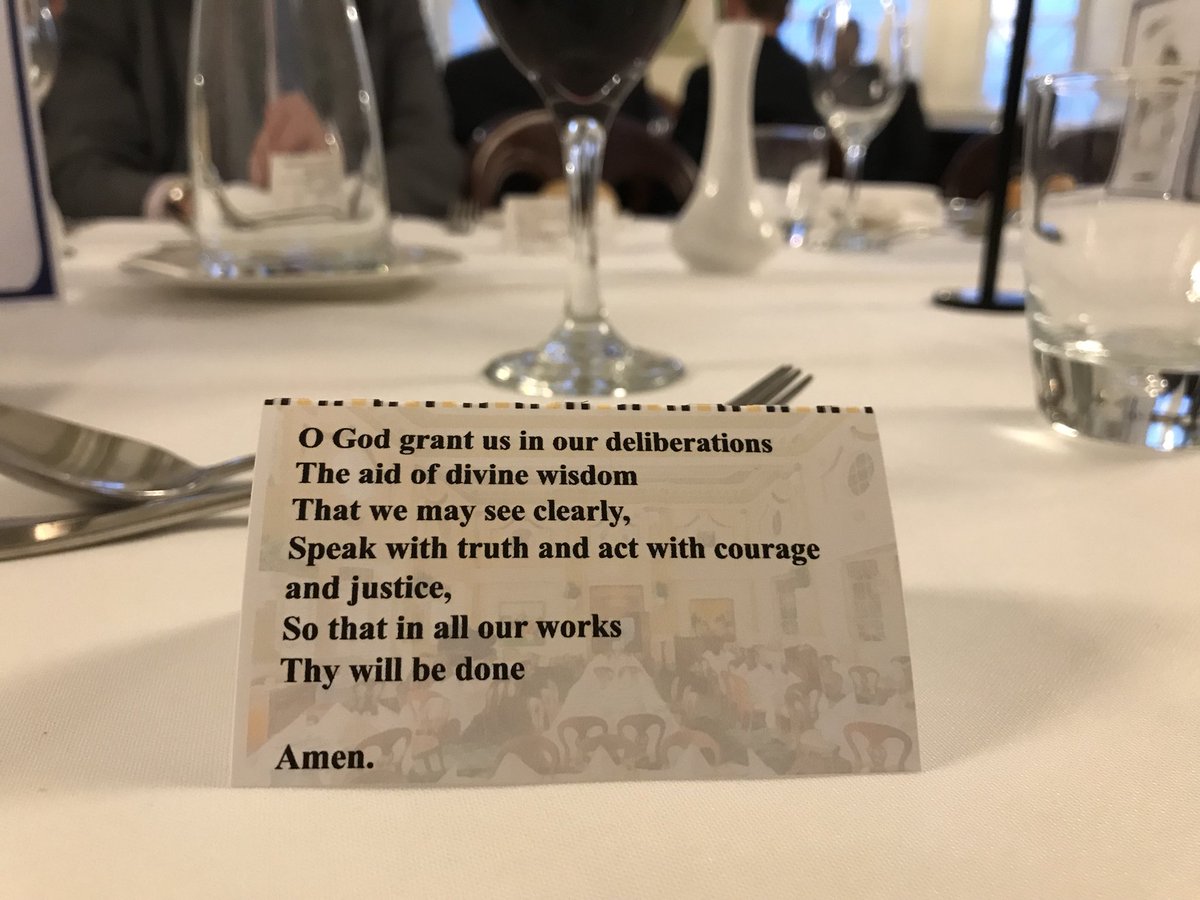 O God grant us in our deliberations
The aid of divine wisdom
That we may see clearly,
Speak with truth and act with courage
and justice,
So that in all our works
Thy will be done
Amen.